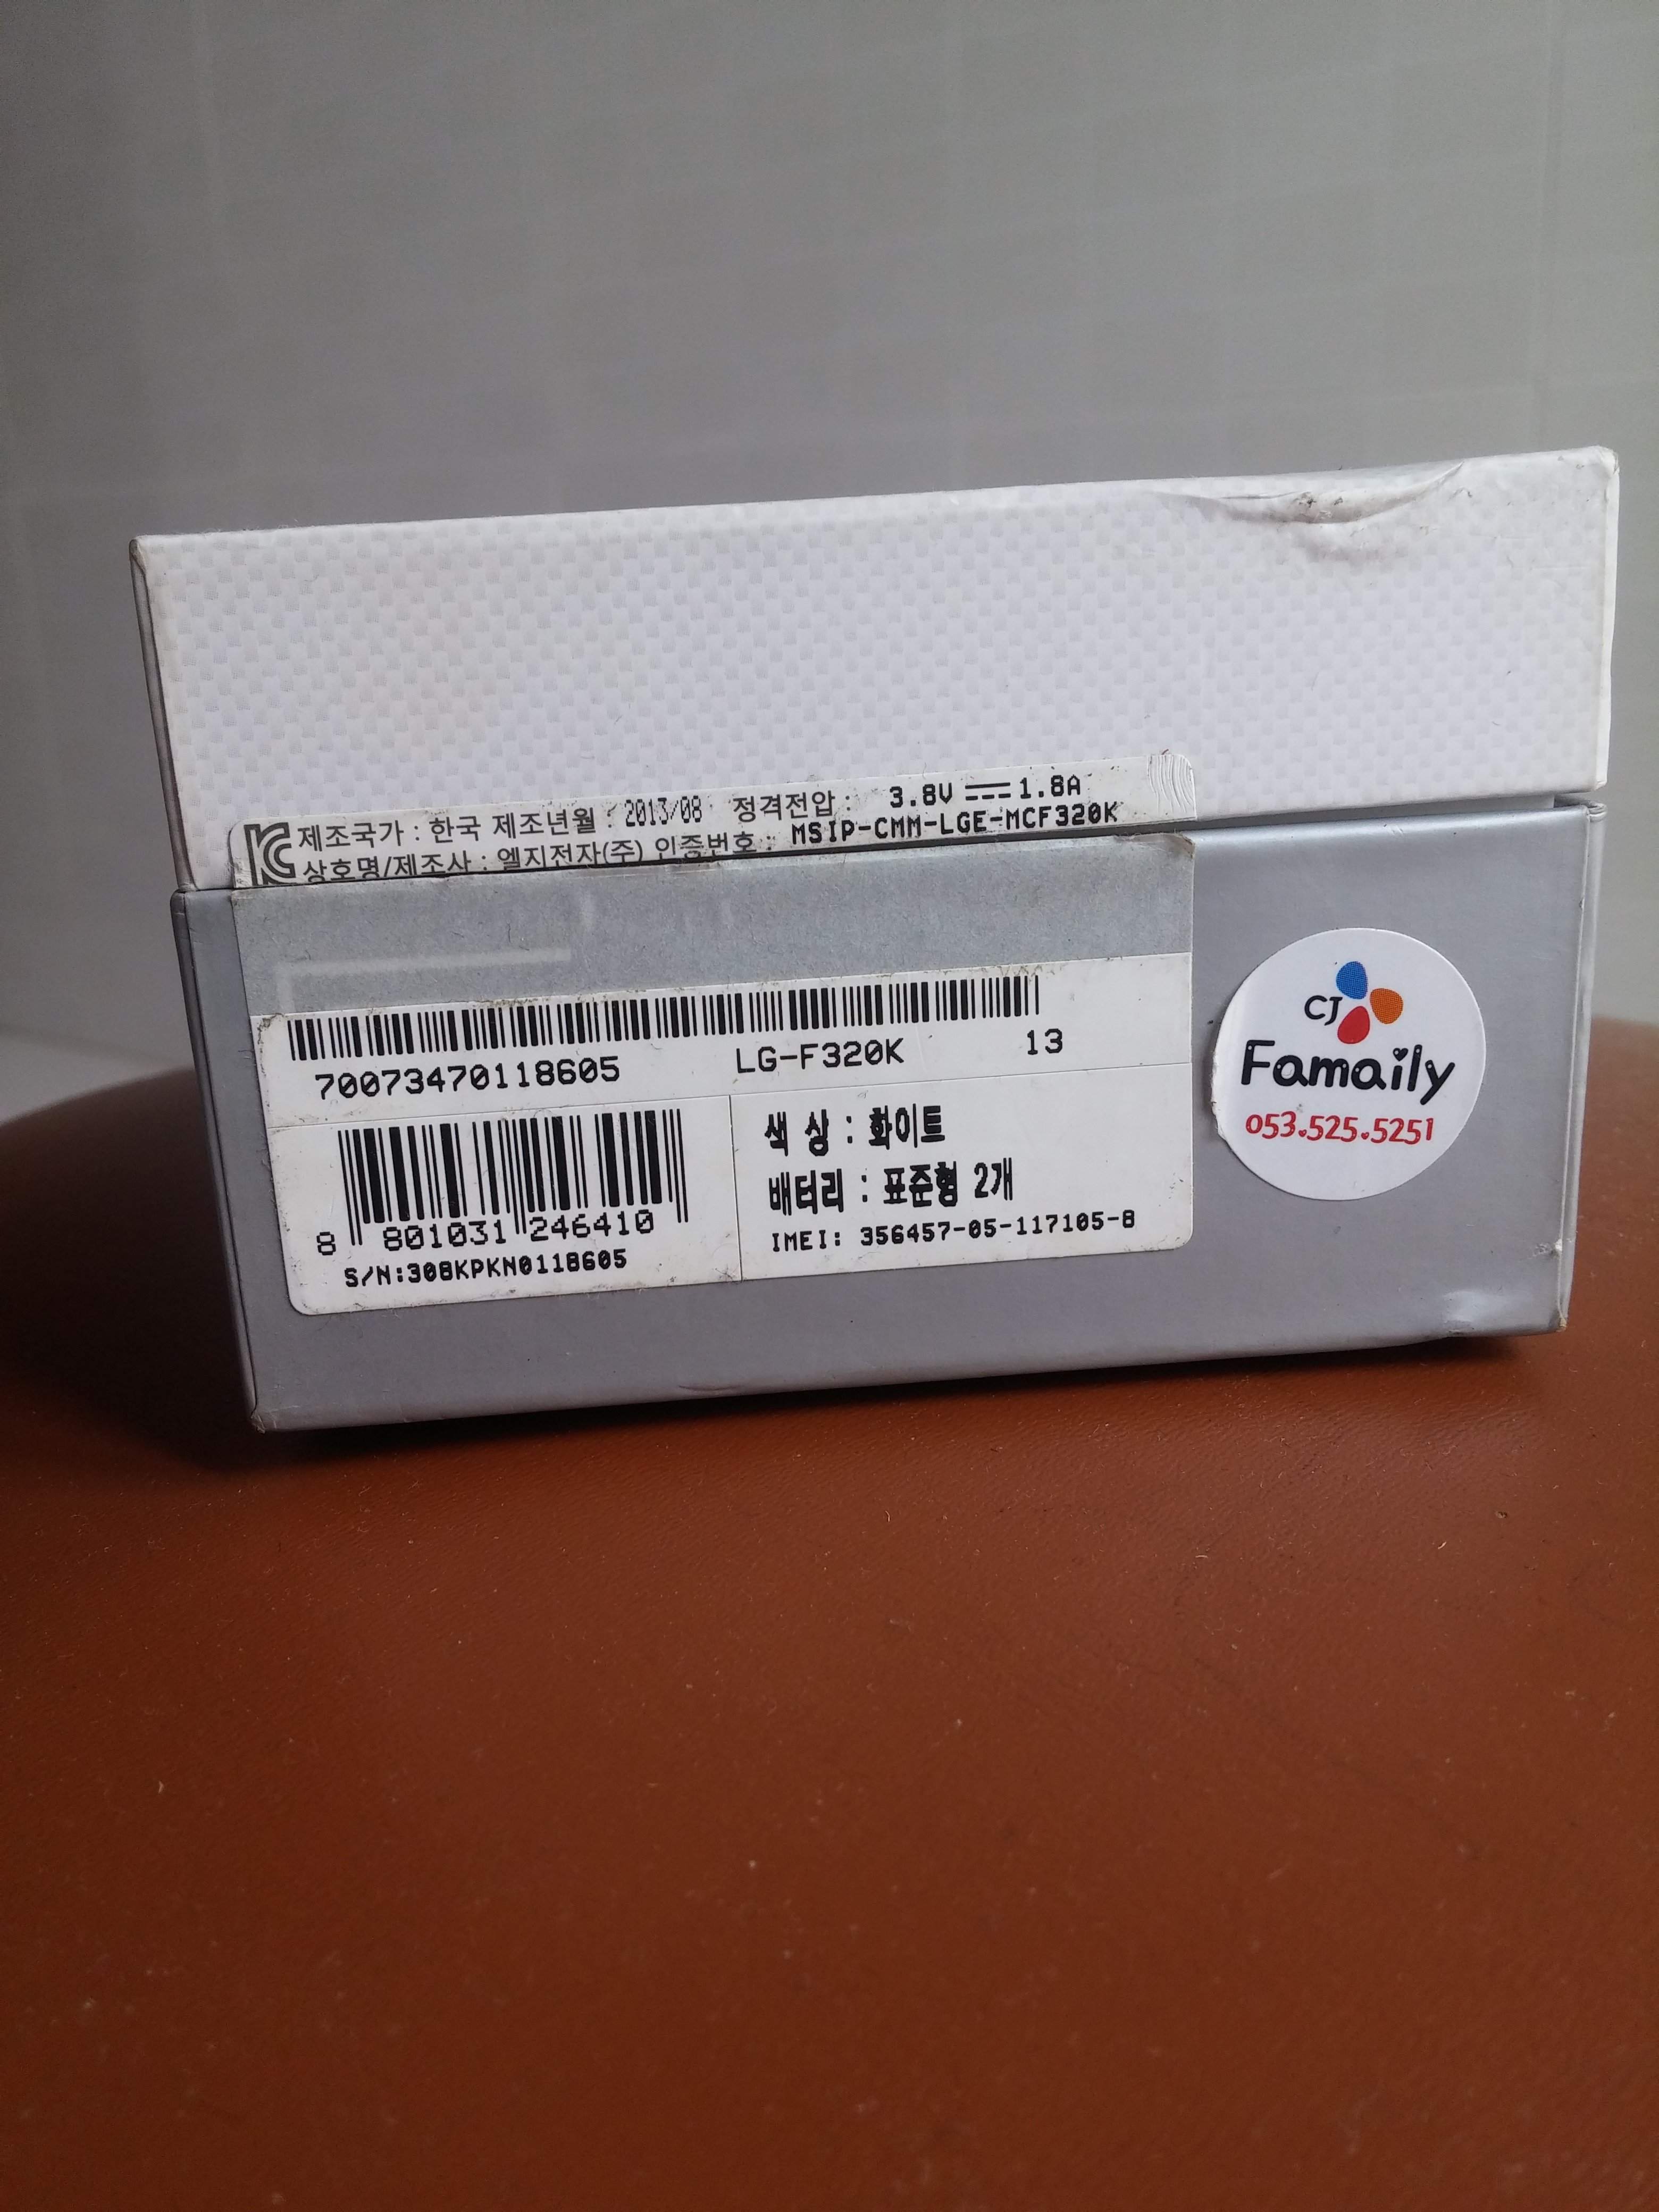 제조국가 : 한국 제조년월 : 2013/08 정격전압 : 3.8V 1.8A
상호명/제조사 : 엘지전자(주) 인증번호 : MSIP-CMM-LGE-MCF320K
70073470118605 LG-F320K 13
색 상 : 화이트
배터리 : 표준형 2개
IMEI: 356457-05-117105-8
8 801031 246410
S/N:308KPKN0118605
CJ
Famaily
053.525.5251